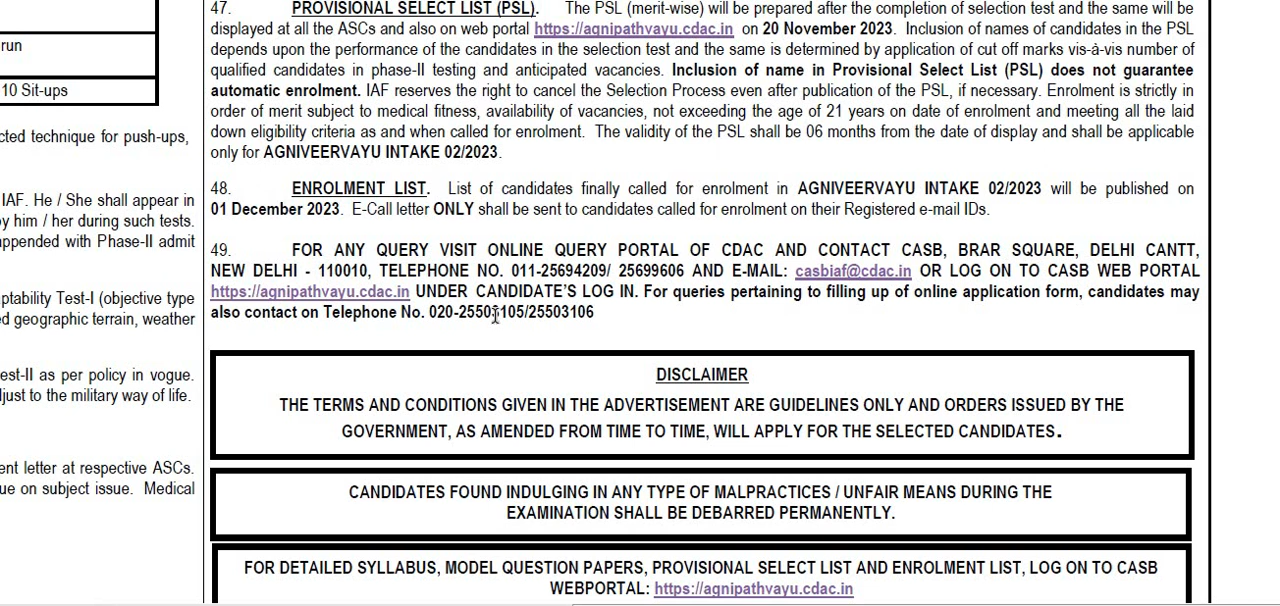 run
10 Sit-ups
cted technique for push-ups,
IAF. He / She shall appear in
by him / her during such tests.
appended with Phase-II admit
ptability Test-I (objective type
ed geographic terrain, weather
est-II as per policy in vogue.
djust to the military way of life.
ent letter at respective ASCs.
ue on subject issue. Medical
47. PROVISIONAL SELECT LIST (PSL). The PSL (merit-wise) will be prepared after the completion of selection test and the same will be
displayed at all the ASCs and also on web portal https://agnipathvayu.cdac.in on 20 November 2023. Inclusion of names of candidates in the PSL
depends upon the performance of the candidates in the selection test and the same is determined by application of cut off marks vis-à-vis number of
qualified candidates in phase-II testing and anticipated vacancies. Inclusion of name in Provisional Select List (PSL) does not guarantee
automatic enrolment. IAF reserves the right to cancel the Selection Process even after publication of the PSL, if necessary. Enrolment is strictly in
order of merit subject to medical fitness, availability of vacancies, not exceeding the age of 21 years on date of enrolment and meeting all the laid
down eligibility criteria as and when called for enrolment. The validity of the PSL shall be 06 months from the date of display and shall be applicable
only for AGNIVEERVAYU INTAKE 02/2023.
48. ENROLMENT LIST. List of candidates finally called for enrolment in AGNIVEERVAYU INTAKE 02/2023 will be published on
01 December 2023. E-Call letter ONLY shall be sent to candidates called for enrolment on their Registered e-mail IDs.
49. FOR ANY QUERY VISIT ONLINE QUERY PORTAL OF CDAC AND CONTACT CASB, BRAR SQUARE, DELHI CANTT,
NEW DELHI - 110010, TELEPHONE NO. 011-25694209/ 25699606 AND E-MAIL: casbiaf@cdac.in OR LOG ON TO CASB WEB PORTAL
https://agnipathvayu.cdac.in UNDER CANDIDATE'S LOG IN. For queries pertaining to filling up of online application form, candidates may
also contact on Telephone No. 020-25503105/25503106
DISCLAIMER
THE TERMS AND CONDITIONS GIVEN IN THE ADVERTISEMENT ARE GUIDELINES ONLY AND ORDERS ISSUED BY THE
GOVERNMENT, AS AMENDED FROM TIME TO TIME, WILL APPLY FOR THE SELECTED CANDIDATES.
CANDIDATES FOUND INDULGING IN ANY TYPE OF MALPRACTICES / UNFAIR MEANS DURING THE
EXAMINATION SHALL BE DEBARRED PERMANENTLY.
FOR DETAILED SYLLABUS, MODEL QUESTION PAPERS, PROVISIONAL SELECT LIST AND ENROLMENT LIST, LOG ON TO CASB
WEBPORTAL: https://agnipathvayu.cdac.in